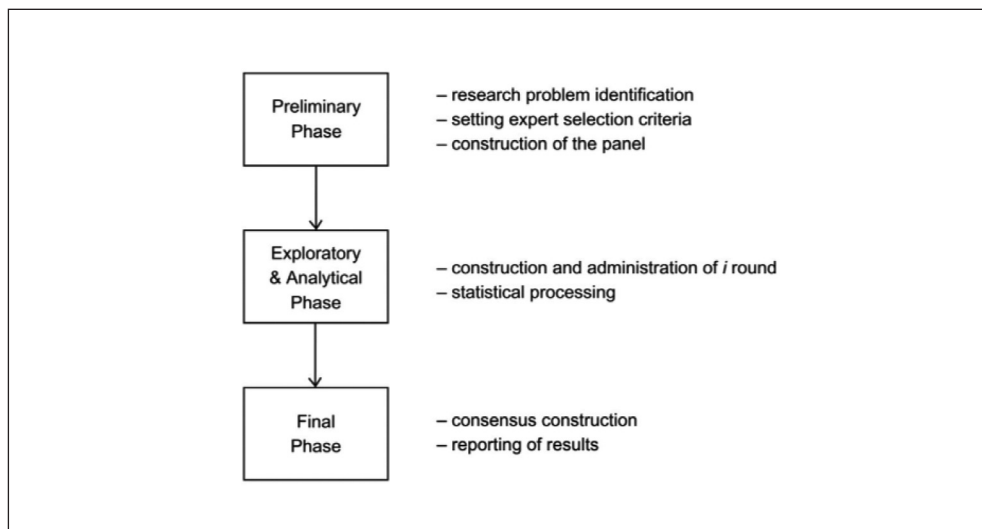 Preliminary
Phase
– research problem identification
– setting expert selection criteria
– construction of the panel
Exploratory
& Analytical
Phase
– construction and administration of i round
– statistical processing
Final
Phase
– consensus construction
– reporting of results